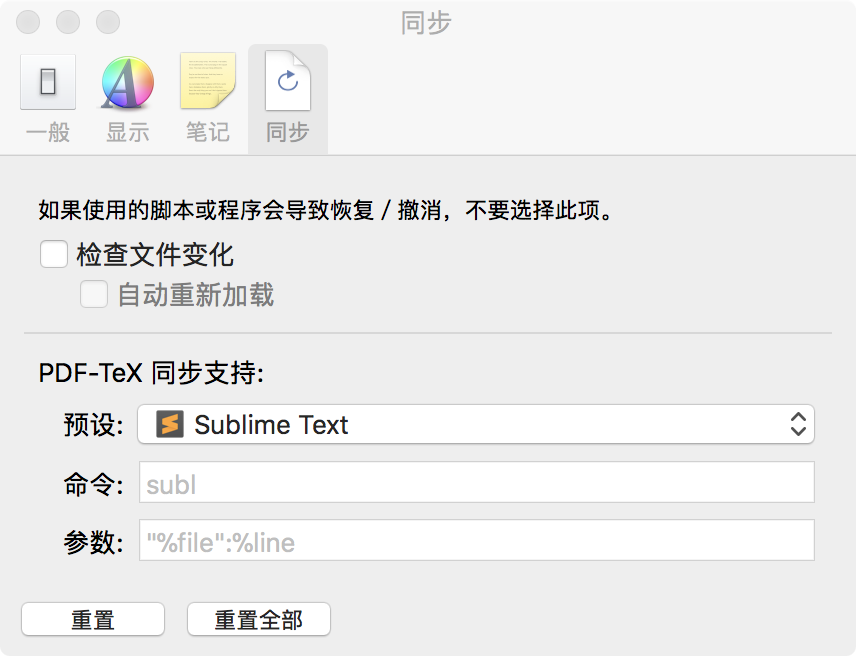 同步
一般 显示 笔记 同步
如果使用的脚本或程序会导致恢复 / 撤消，不要选择此项。
检查文件变化
自动重新加载
PDF-TeX 同步支持:
预设: Sublime Text
命令: subl
参数: "%file":%line
重置 重置全部